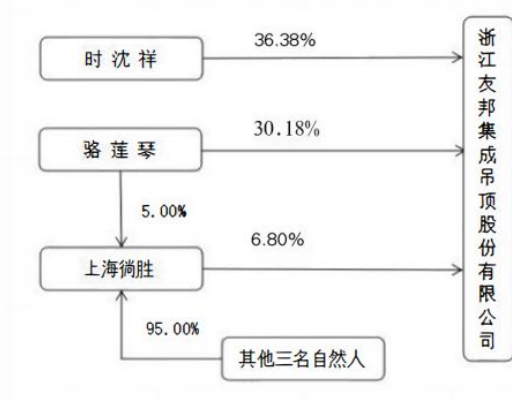 时沈祥
36.38%
骆莲琴
30.18%
5.00%
上海徜胜
6.80%
95.00%
其他三名自然人
浙江友邦集成吊顶股份有限公司